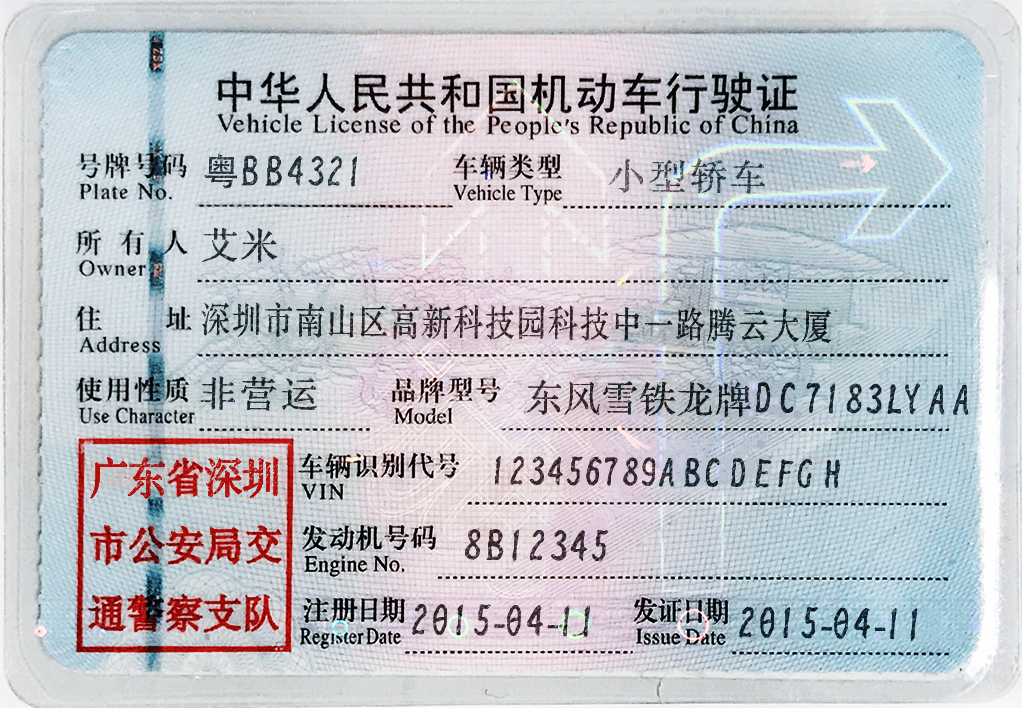 中华人民共和国机动车行驶证
Vehicle License of the People's Republic of China
号牌号码 粤BB4321 车辆类型 小型轿车
Plate No. Vehicle Type
所有人 艾米
Owner
住址 深圳市南山区高新科技园科技中一路腾云大厦
Address
使用性质 非营运 品牌型号 东风雪铁龙牌DC7183LYAA
Use Character Model
广东省深圳
市公安局交
通警察支队
车辆识别代号 123456789ABCDEFGH
VIN
发动机号码 8B12345
Engine No.
注册日期 2015-04-11 发证日期 2015-04-11
Register Date Issue Date